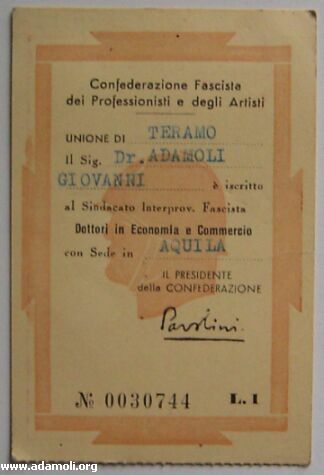 Confederazione Fascista
dei Professionisti e degli Artisti
UNIONE DI TERAMO
Il Sig. Dr. ADAMOLI
GIOVANNI è iscritto
al Sindacato Interprov. Fascista
Dottori in Economia e Commercio
con Sede in AQUILA
IL PRESIDENTE
della CONFEDERAZIONE
Pavolini
№ 0030744 L. 1
www.adamoli.org